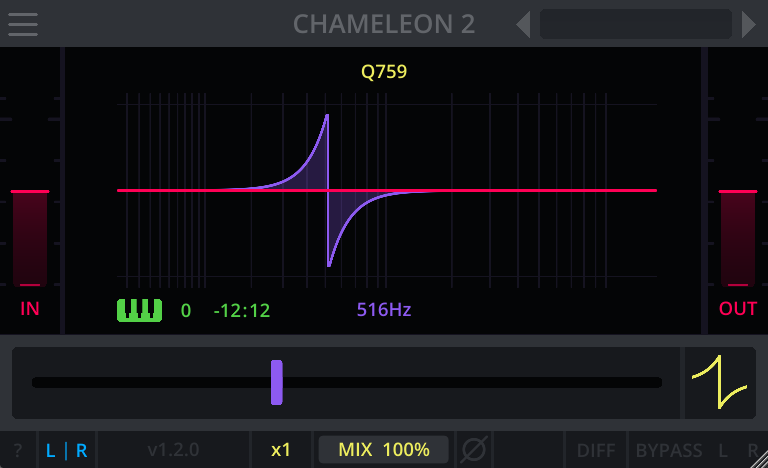 CHAMELEON 2
Q759
0 -12:12 516Hz
IN
OUT
? L | R v1.2.0 x1 MIX 100% DIFF BYPASS L R